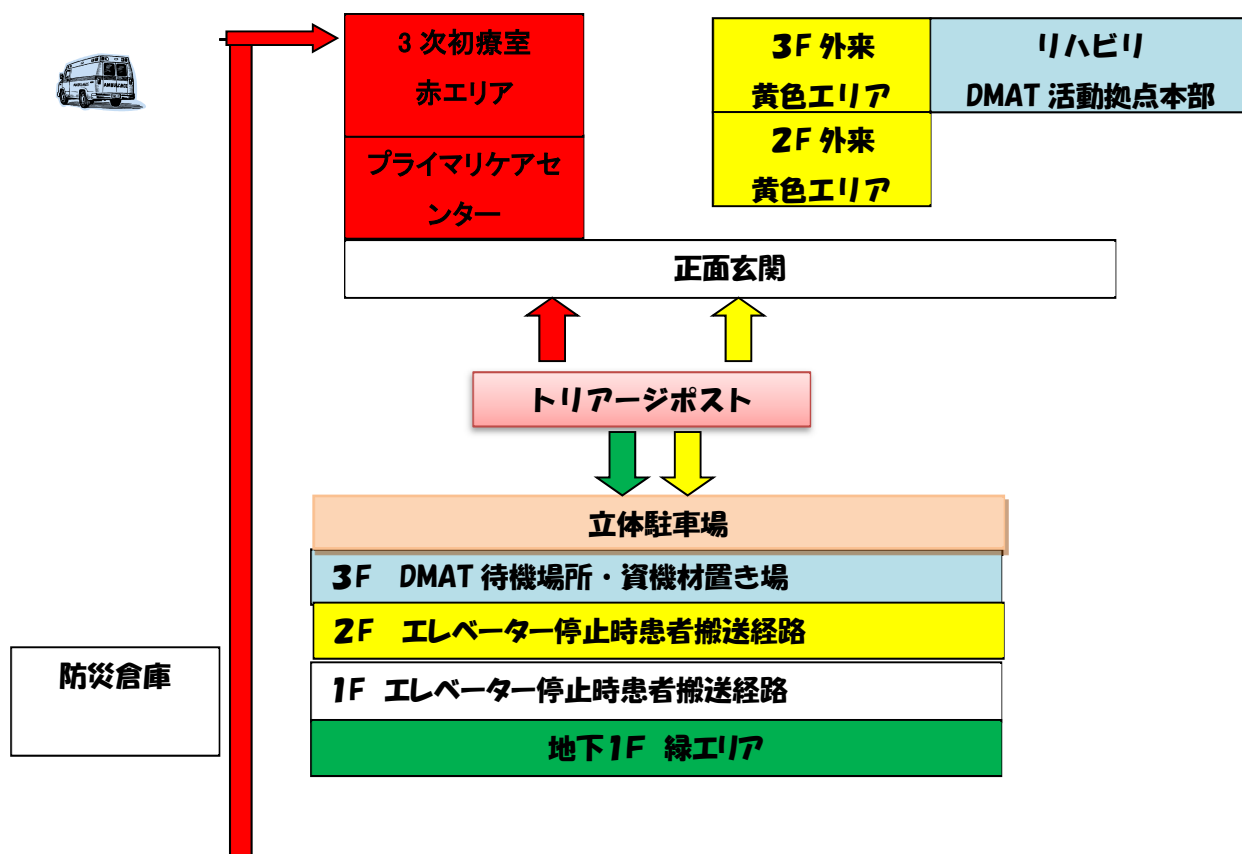 3次初療室
赤エリア
プライマリケアセ
ンター
3F 外来
黄色エリア
2F 外来
黄色エリア
リハビリ
DMAT 活動拠点本部
正面玄関
トリアージポスト
立体駐車場
3F DMAT 待機場所・資機材置き場
2F エレベーター停止時患者搬送経路
1F エレベーター停止時患者搬送経路
地下1F 緑エリア
防災倉庫